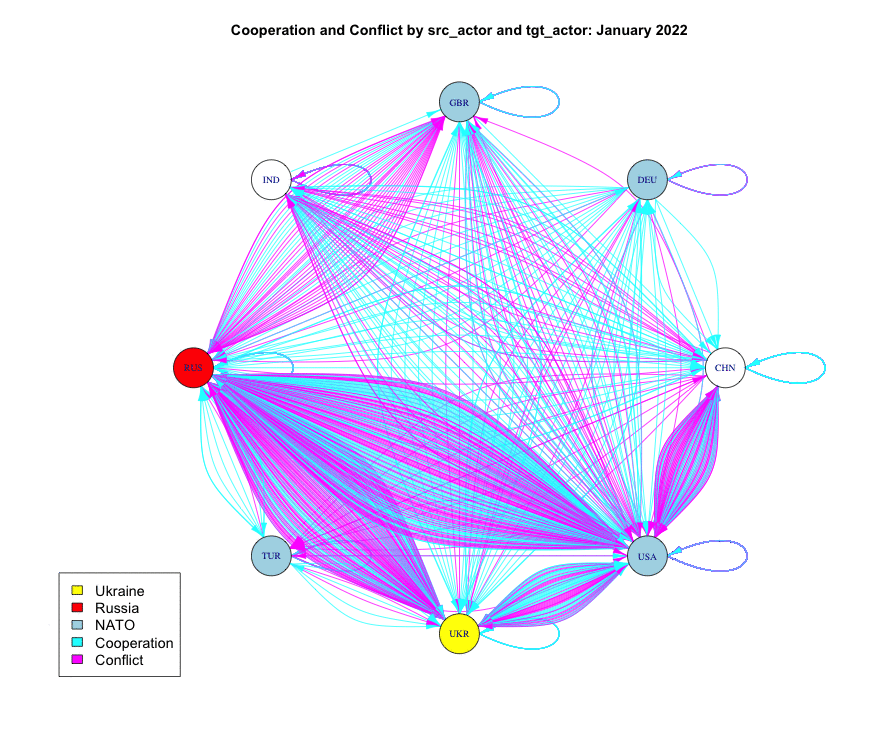 Cooperation and Conflict by src_actor and tgt_actor: January 2022
GBR
IND
DEU
RUS
CHN
TUR
USA
UKR
Ukraine
Russia
NATO
Cooperation
Conflict